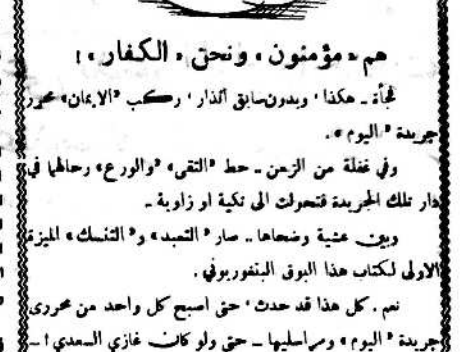 هم «مؤمنون» ونحن «الكفار»!
فجأة ـ هكذا، وبدون سابق انذار، ركب «الايمان» محرر
جريدة «اليوم».
وفي غفلة من الزمن ـ حط «التقى» «والورع» رحالهما في
دار تلك الجريدة فتحولت الى تكية او زاوية ـ
وبين عشية وضحاها.. صار «التعبد» و«التنسك» الميزة
الاولى لكتاب هذا البوق البنغوريوني.
نعم. كل هذا قد حدث، حتى اصبح كل واحد من محرري
جريدة «اليوم» ومراسليها ـ حتى ولو كان غازي السعدي! ـ